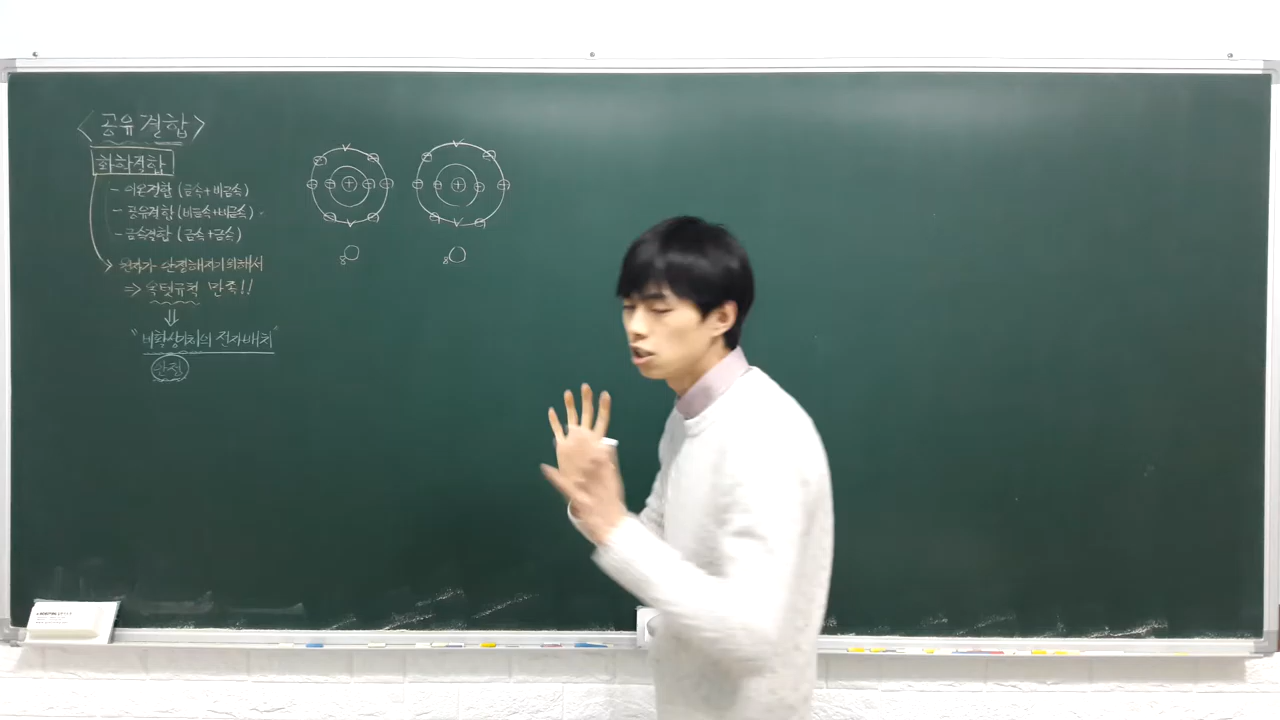 <공유결합>
화학결합
- 이온결합 (금속+비금속)
- 공유결합 (비금속+비금속)
- 금속결합 (금속+금속)
→ 원자가 안정해지기 위해서
⇒ 옥텟규칙 만족!!
⇓
"비활성기체의 전자배치"
안정
+ +
₈O ₈O